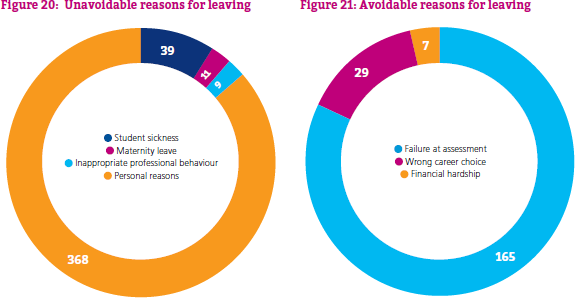 Figure 20: Unavoidable reasons for leaving
39
11
9
Student sickness
Maternity leave
Inappropriate professional behaviour
Personal reasons
368
Figure 21: Avoidable reasons for leaving
7
29
Failure at assessment
Wrong career choice
Financial hardship
165